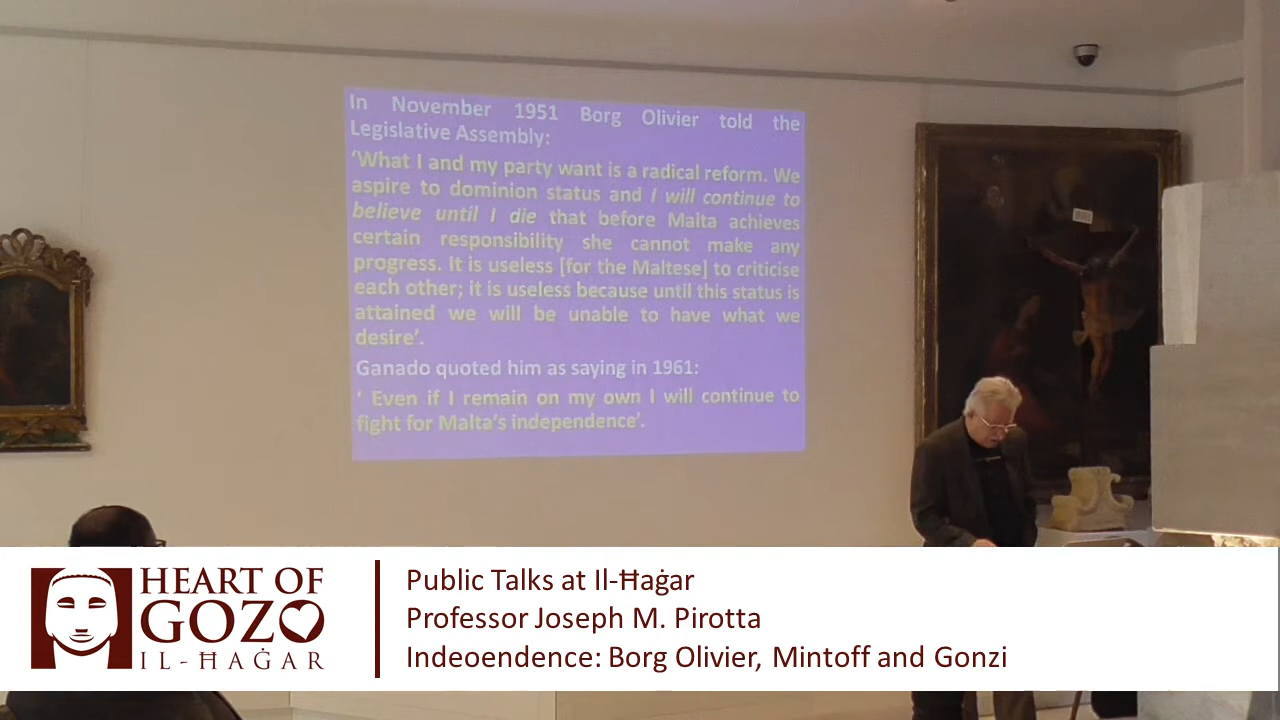 In November 1951 Borg Olivier told the
Legislative Assembly:
‘What I and my party want is a radical reform. We
aspire to dominion status and I will continue to
believe until I die that before Malta achieves
certain responsibility she cannot make any
progress. It is useless [for the Maltese] to criticise
each other; it is useless because until this status is
attained we will be unable to have what we
desire’.
Ganado quoted him as saying in 1961:
‘ Even if I remain on my own I will continue to
fight for Malta’s independence’.
HEART OF
GOZO
IL-ĦAĠAR
Public Talks at Il-Ħaġar
Professor Joseph M. Pirotta
Indeoendence: Borg Olivier, Mintoff and Gonzi